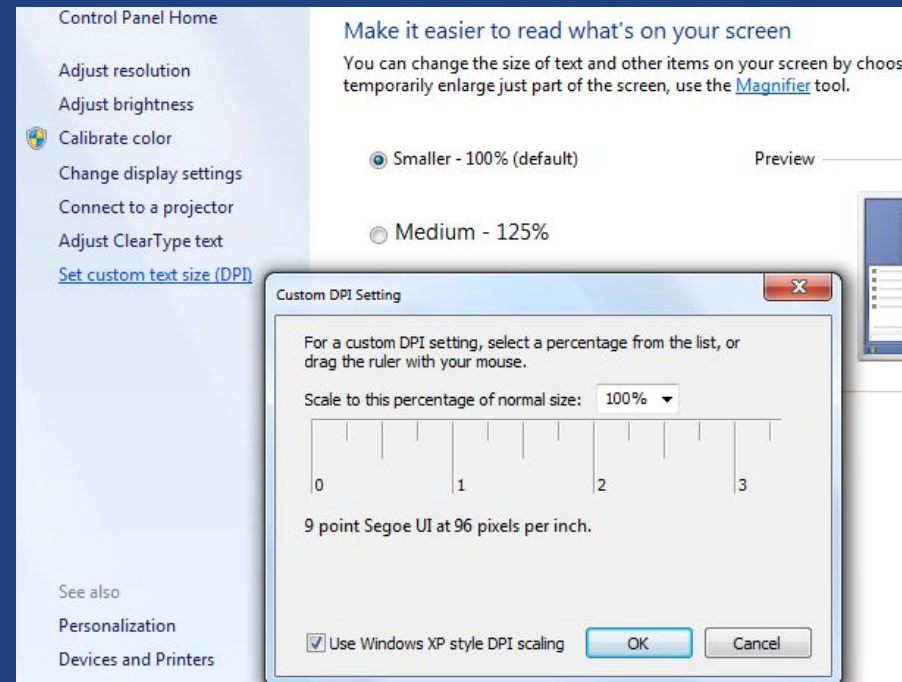 Control Panel Home
Adjust resolution
Adjust brightness
Calibrate color
Change display settings
Connect to a projector
Adjust ClearType text
Set custom text size (DPI)
See also
Personalization
Devices and Printers
Make it easier to read what's on your screen
You can change the size of text and other items on your screen by choos
temporarily enlarge just part of the screen, use the Magnifier tool.
Smaller - 100% (default)
Preview
Medium - 125%
Custom DPI Setting
For a custom DPI setting, select a percentage from the list, or
drag the ruler with your mouse.
Scale to this percentage of normal size: 100%
0 1 2 3
9 point Segoe UI at 96 pixels per inch.
Use Windows XP style DPI scaling OK Cancel